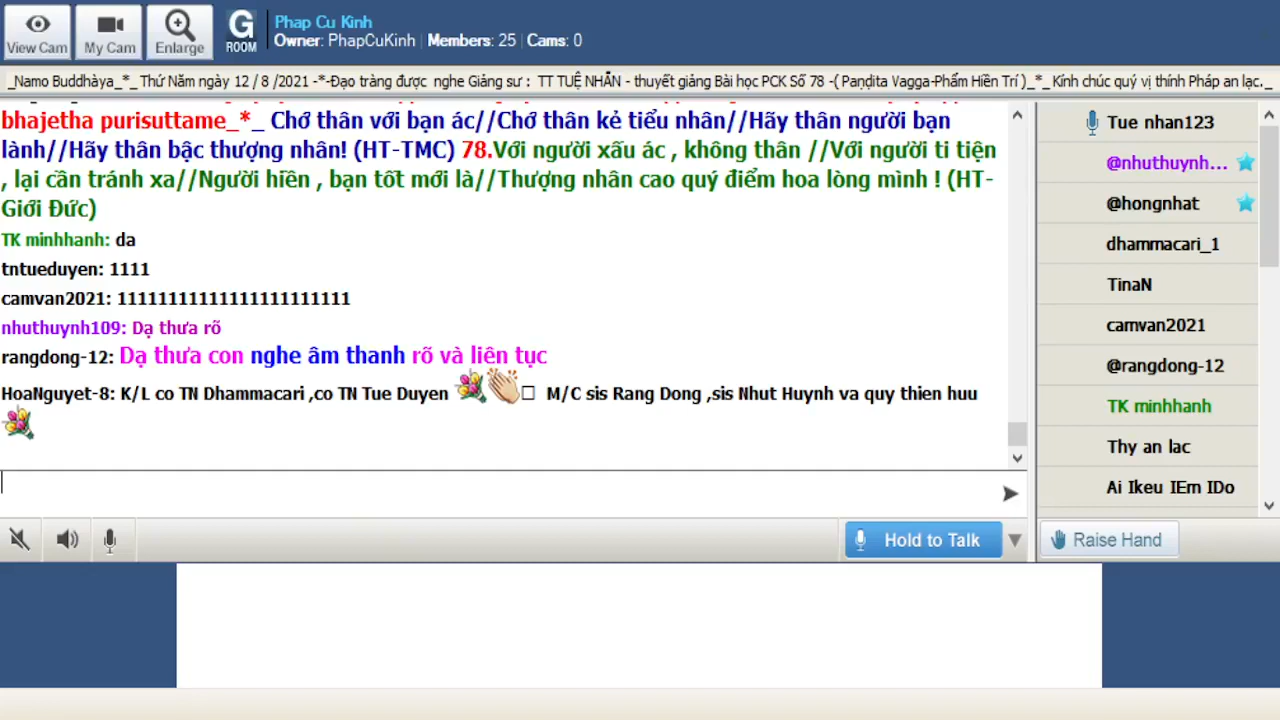 View Cam
My Cam
Enlarge
G
ROOM
Phap Cu Kinh
Owner: PhapCuKinh | Members: 25 | Cams: 0
_Namo Buddhàya_*_Thứ Năm ngày 12 / 8 /2021 -*-Đạo tràng được nghe Giảng sư : TT TUỆ NHẪN - thuyết giảng Bài học PCK Số 78 -( Paṇḍita Vagga-Phẩm Hiền Trí )_*_ Kính chúc quý vị thính Pháp an lạc._
bhajetha purisuttame_*_ Chớ thân với bạn ác//Chớ thân kẻ tiểu nhân//Hãy thân người bạn
lành//Hãy thân bậc thượng nhân! (HT-TMC) 78.Với người xấu ác , không thân //Với người ti tiện
, lại cần tránh xa//Người hiền , bạn tốt mới là//Thượng nhân cao quý điểm hoa lòng mình ! (HT-
Giới Đức)
TK minhhanh: da
tntueduyen: 1111
camvan2021: 11111111111111111111111
nhuthuynh109: Dạ thưa rõ
rangdong-12: Dạ thưa con nghe âm thanh rõ và liên tục
HoaNguyet-8: K/L co TN Dhammacari ,co TN Tue Duyen M/C sis Rang Dong ,sis Nhut Huynh va quy thien huu
Tue nhan123
@nhuthuynh...
@hongnhat
dhammacari_1
TinaN
camvan2021
@rangdong-12
TK minhhanh
Thy an lac
Ai Ikeu IEm IDo
Hold to Talk
Raise Hand